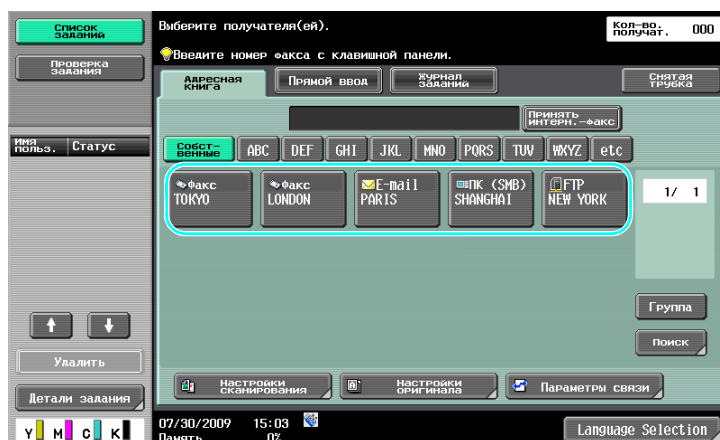 Список
заданий
Проверка
задания
Имя
польз.
Статус
Удалить
Детали задания
Y M C K
Выберите получателя(ей).
Кол-во.
получат.
000
Введите номер факса с клавишной панели.
Адресная
книга
Прямой ввод
Журнал
заданий
Снятая
трубка
Принять
интерн.-факс
Собст-
венные
ABC DEF GHI JKL MNO PQRS TUV WXYZ etc
Факс
TOKYO
Факс
LONDON
E-mail
PARIS
ПК (SMB)
SHANGHAI
FTP
NEW YORK
1/ 1
Группа
Поиск
Настройки
сканирования
Настройки
оригинала
Параметры связи
07/30/2009 15:03
Память 0%
Language Selection